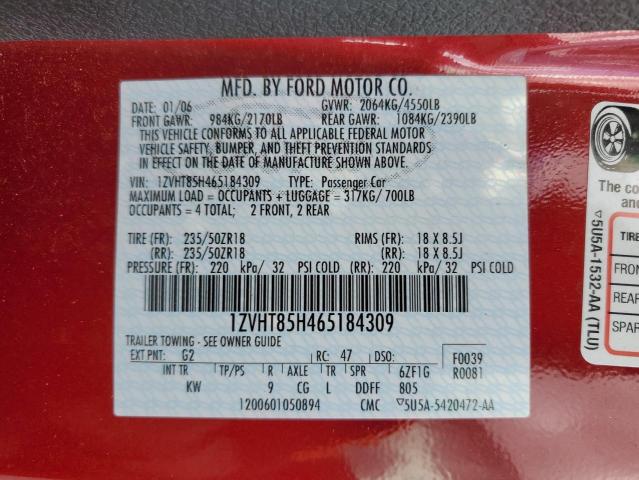 MFD. BY FORD MOTOR CO.
DATE: 01/06 GVWR: 2064KG/4550LB
FRONT GAWR: 984KG/2170LB REAR GAWR: 1084KG/2390LB
THIS VEHICLE CONFORMS TO ALL APPLICABLE FEDERAL MOTOR
VEHICLE SAFETY, BUMPER, AND THEFT PREVENTION STANDARDS
IN EFFECT ON THE DATE OF MANUFACTURE SHOWN ABOVE.
VIN: 1ZVHT85H465184309 TYPE: Passenger Car
MAXIMUM LOAD = OCCUPANTS + LUGGAGE = 317KG/ 700LB
OCCUPANTS = 4 TOTAL; 2 FRONT, 2 REAR
TIRE (FR): 235/50ZR18 RIMS (FR): 18 X 8.5J
(RR): 235/50ZR18 (RR): 18 X 8.5J
PRESSURE (FR): 220 kPa/ 32 PSI COLD (RR): 220 kPa/ 32 PSI COLD
1ZVHT85H465184309
TRAILER TOWING - SEE OWNER GUIDE
EXT PNT: G2 RC: 47 DSO: F0039
INT TR TP/PS R AXLE TR SPR 6ZF1G R0081
KW 9 CG L DDFF 805
1200601050894 CMC ▽5U5A-5420472-AA
▽5U5A-1532-AA (TLU)
The co
and
TIRE
FRON
REAR
SPAR